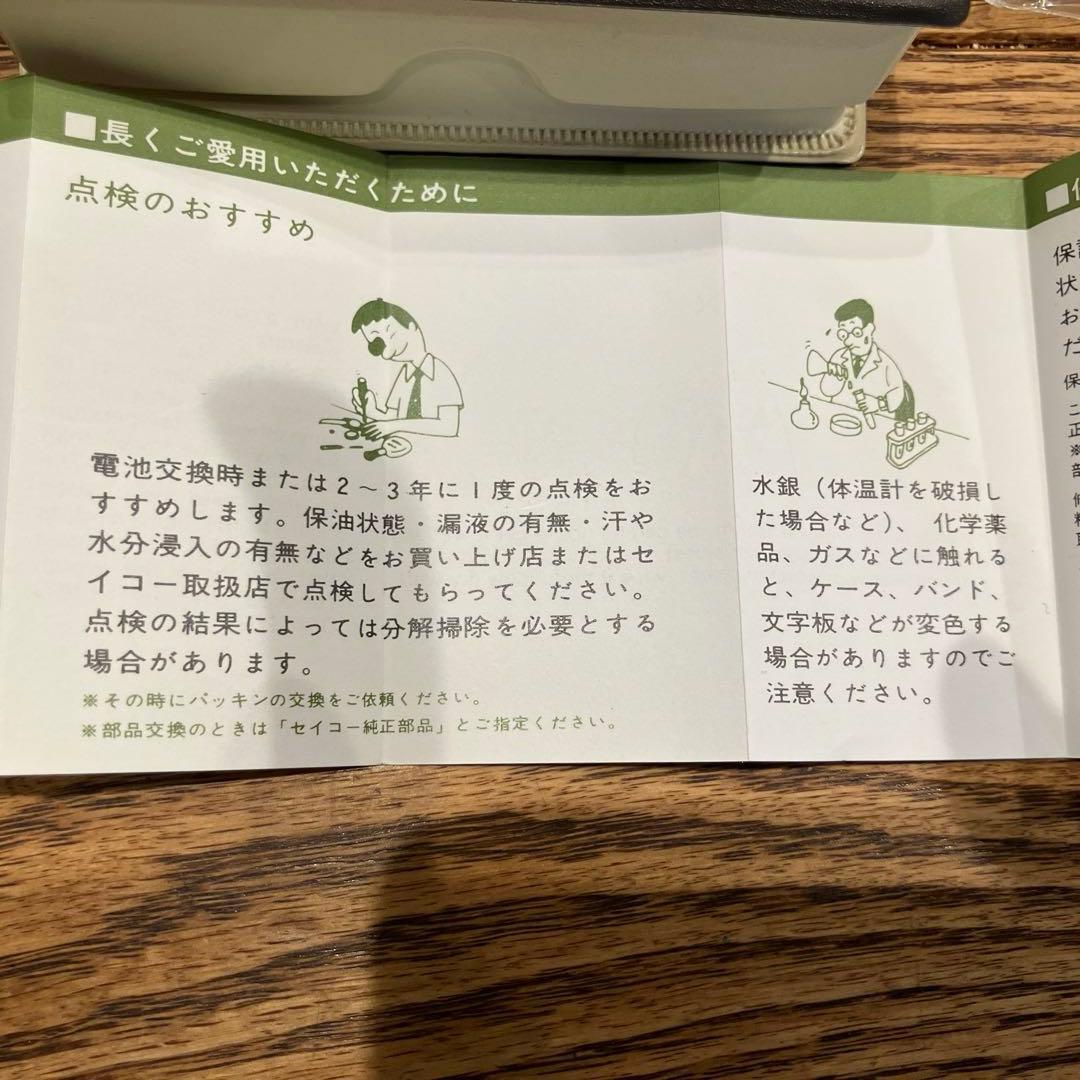 ■長くご愛用いただくために
点検のおすすめ
電池交換時または2～3年に1度の点検をお
すすめします。保油状態・漏液の有無・汗や
水分浸入の有無などをお買い上げ店またはセ
イコー取扱店で点検してもらってください。
点検の結果によっては分解掃除を必要とする
場合があります。
※その時にパッキンの交換をご依頼ください。
※部品交換のときは「セイコー純正部品」とご指定ください。
水銀（体温計を破損し
た場合など）、化学薬
品、ガスなどに触れる
と、ケース、バンド、
文字板などが変色する
場合がありますのでご
注意ください。
■
保
状
お
だ
保
こ
正
※
部